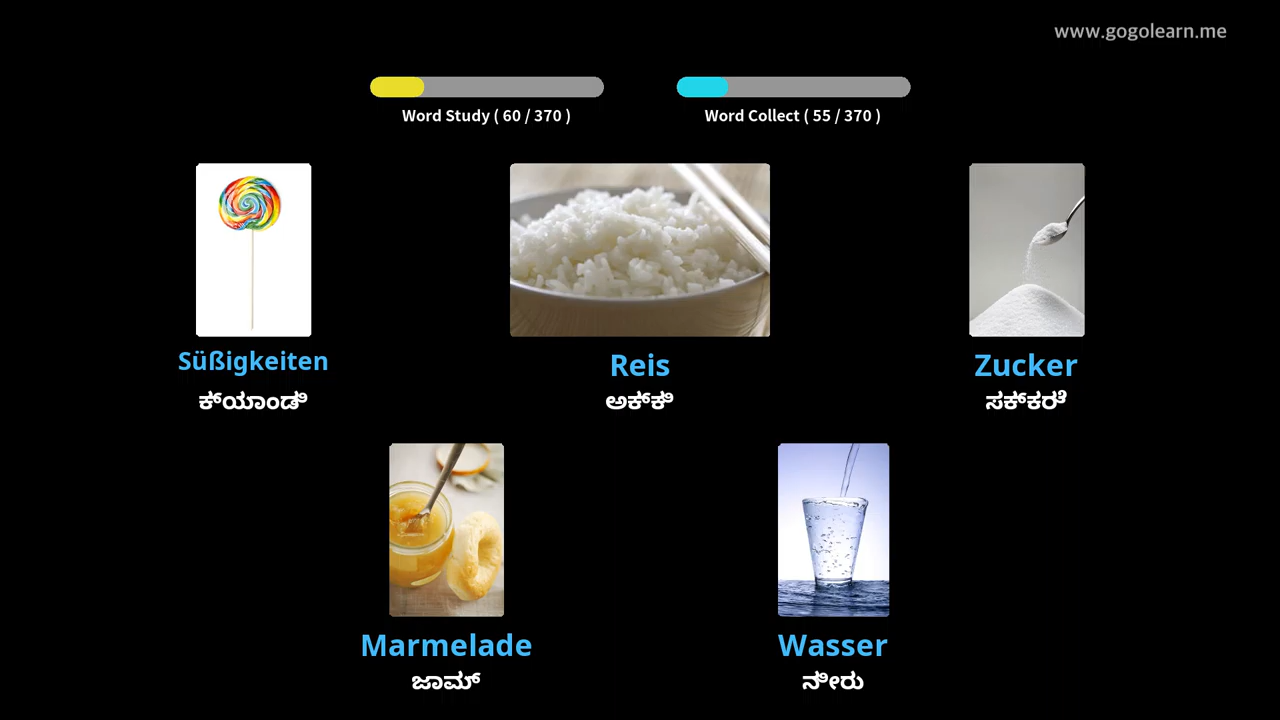 www.gogolearn.me
Word Study ( 60 / 370 )
Word Collect ( 55 / 370 )
Süßigkeiten
Reis
Zucker
ಕ್ಯಾಂಡಿ
ಅಕ್ಕಿ
ಸಕ್ಕರೆ
Marmelade
Wasser
ಜಾಮ್
ನೀರು